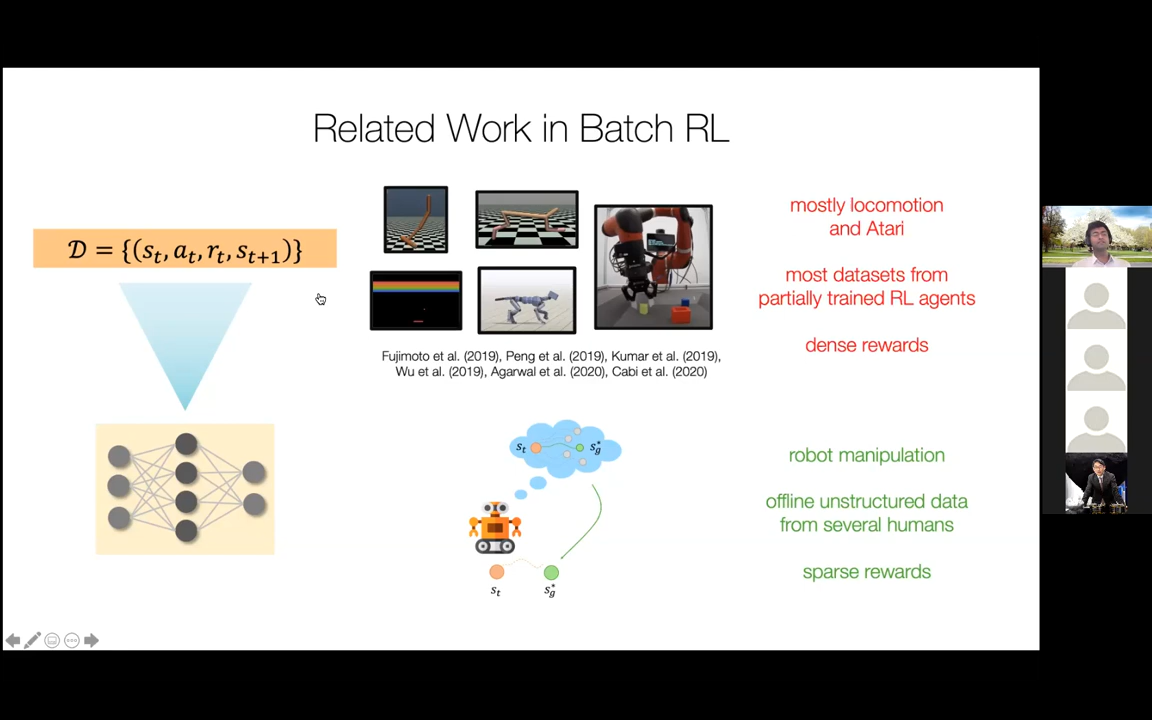 Related Work in Batch RL
𝒟 = {(s_t, a_t, r_t, s_{t+1})}
mostly locomotion
and Atari
most datasets from
partially trained RL agents
dense rewards
Fujimoto et al. (2019), Peng et al. (2019), Kumar et al. (2019),
Wu et al. (2019), Agarwal et al. (2020), Cabi et al. (2020)
s_t s_g^*
robot manipulation
offline unstructured data
from several humans
sparse rewards
s_t s_g^*